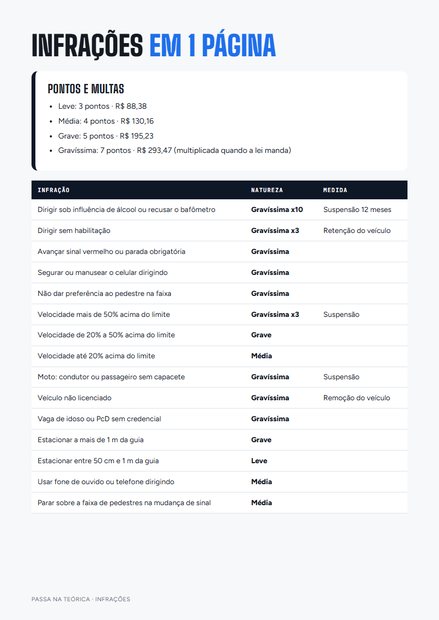 INFRAÇÕES EM 1 PÁGINA
PONTOS E MULTAS
• Leve: 3 pontos · R$ 88,38
• Média: 4 pontos · R$ 130,16
• Grave: 5 pontos · R$ 195,23
• Gravíssima: 7 pontos · R$ 293,47 (multiplicada quando a lei manda)
INFRAÇÃO NATUREZA MEDIDA
Dirigir sob influência de álcool ou recusar o bafômetro Gravíssima x10 Suspensão 12 meses
Dirigir sem habilitação Gravíssima x3 Retenção do veículo
Avançar sinal vermelho ou parada obrigatória Gravíssima
Segurar ou manusear o celular dirigindo Gravíssima
Não dar preferência ao pedestre na faixa Gravíssima
Velocidade mais de 50% acima do limite Gravíssima x3 Suspensão
Velocidade de 20% a 50% acima do limite Grave
Velocidade até 20% acima do limite Média
Moto: condutor ou passageiro sem capacete Gravíssima Suspensão
Veículo não licenciado Gravíssima Remoção do veículo
Vaga de idoso ou PcD sem credencial Gravíssima
Estacionar a mais de 1 m da guia Grave
Estacionar entre 50 cm e 1 m da guia Leve
Usar fone de ouvido ou telefone dirigindo Média
Parar sobre a faixa de pedestres na mudança de sinal Média
PASSA NA TEÓRICA · INFRAÇÕES